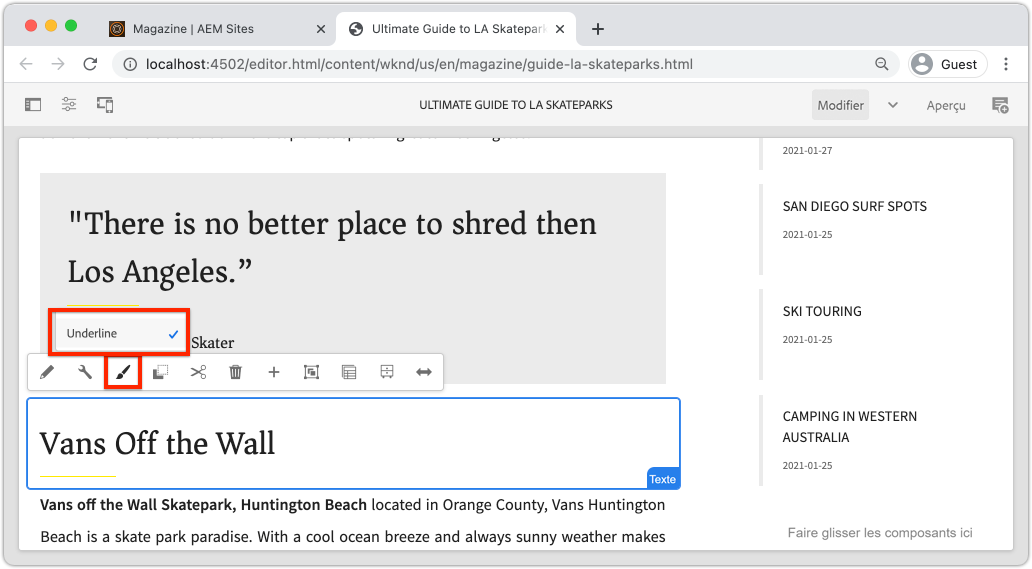 Magazine | AEM Sites
Ultimate Guide to LA Skatepark
localhost:4502/editor.html/content/wknd/us/en/magazine/guide-la-skateparks.html
Guest
ULTIMATE GUIDE TO LA SKATEPARKS
Modifier
Aperçu
2021-01-27
"There is no better place to shred then
Los Angeles.”
Underline
Skater
Vans Off the Wall
Texte
Vans off the Wall Skatepark, Huntington Beach located in Orange County, Vans Huntington
Beach is a skate park paradise. With a cool ocean breeze and always sunny weather makes
SAN DIEGO SURF SPOTS
2021-01-25
SKI TOURING
2021-01-25
CAMPING IN WESTERN
AUSTRALIA
2021-01-25
Faire glisser les composants ici